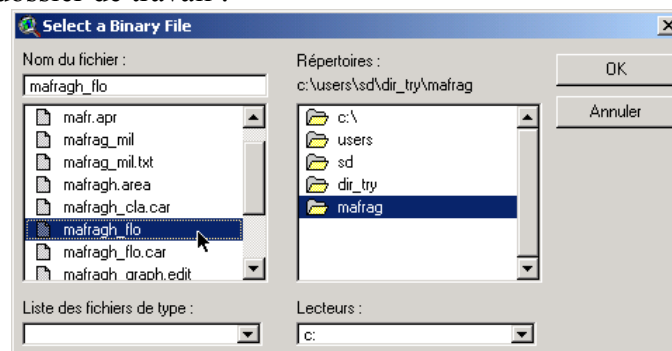 dossier de travail :
Select a Binary File
Nom du fichier :
mafragh_flo
mafr.apr
mafrag_mil
mafrag_mil.txt
mafragh.area
mafragh_cla.car
mafragh_flo
mafragh_flo.car
mafragh_graph.edit
Liste des fichiers de type :
Répertoires :
c:\users\sd\dir_try\mafrag
c:\
users
sd
dir_try
mafrag
Lecteurs :
c:
OK
Annuler